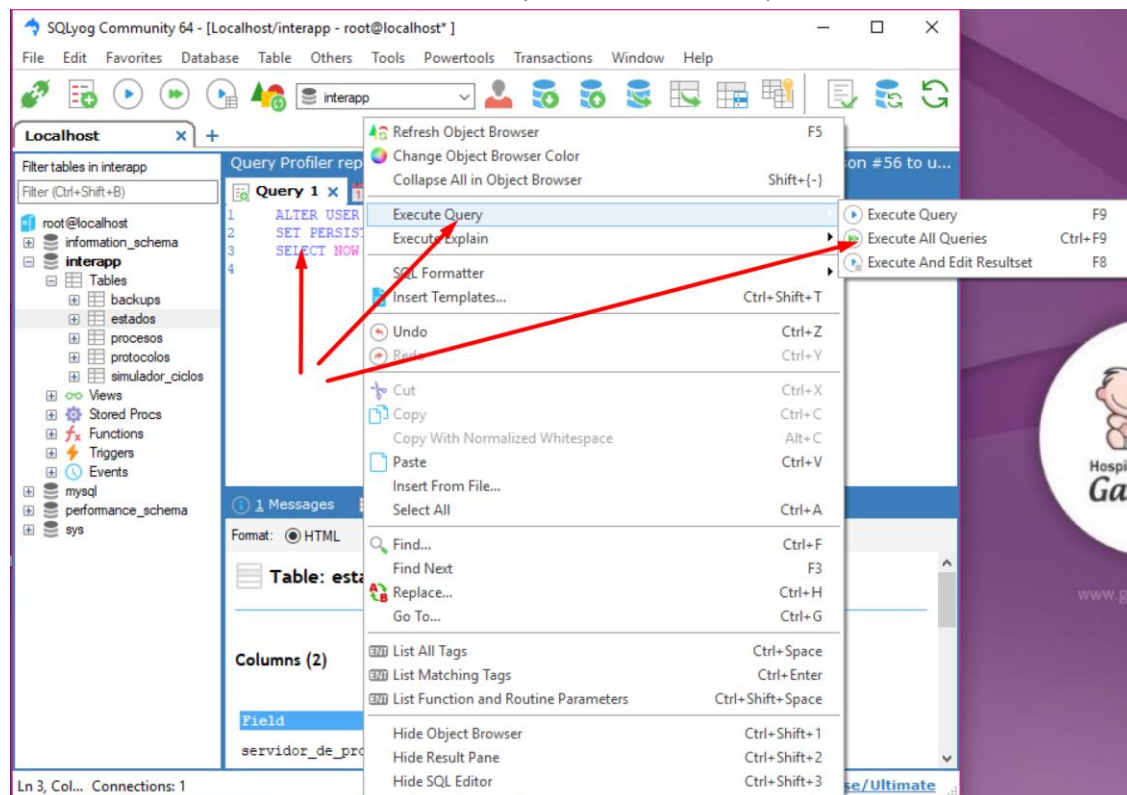 SQLyog Community 64 - [Localhost/interapp - root@localhost* ]
File Edit Favorites Database Table Others Tools Powertools Transactions Window Help
interapp
Localhost
Filter tables in interapp
Filter (Ctrl+Shift+B)
root@localhost
information_schema
interapp
Tables
backups
estados
procesos
protocolos
simulador_ciclos
Views
Stored Procs
Functions
Triggers
Events
mysql
performance_schema
sys
Query Profiler rep
on #56 to u...
Query 1
1 ALTER USER
2 SET PERSIST
3 SELECT NOW
4
Refresh Object Browser F5
Change Object Browser Color
Collapse All in Object Browser Shift+{-}
Execute Query
Execute Explain
SQL Formatter
Insert Templates... Ctrl+Shift+T
Undo Ctrl+Z
Redo Ctrl+Y
Cut Ctrl+X
Copy Ctrl+C
Copy With Normalized Whitespace Alt+C
Paste Ctrl+V
Insert From File...
Select All Ctrl+A
Find... Ctrl+F
Find Next F3
Replace... Ctrl+H
Go To... Ctrl+G
List All Tags Ctrl+Space
List Matching Tags Ctrl+Enter
List Function and Routine Parameters Ctrl+Shift+Space
Hide Object Browser Ctrl+Shift+1
Hide Result Pane Ctrl+Shift+2
Hide SQL Editor Ctrl+Shift+3
Execute Query F9
Execute All Queries Ctrl+F9
Execute And Edit Resultset F8
1 Messages
Format: HTML
Table: esta
Columns (2)
Field
servidor_de_pro
Ln 3, Col... Connections: 1
se/Ultimate
Hospi
Ga
www.g